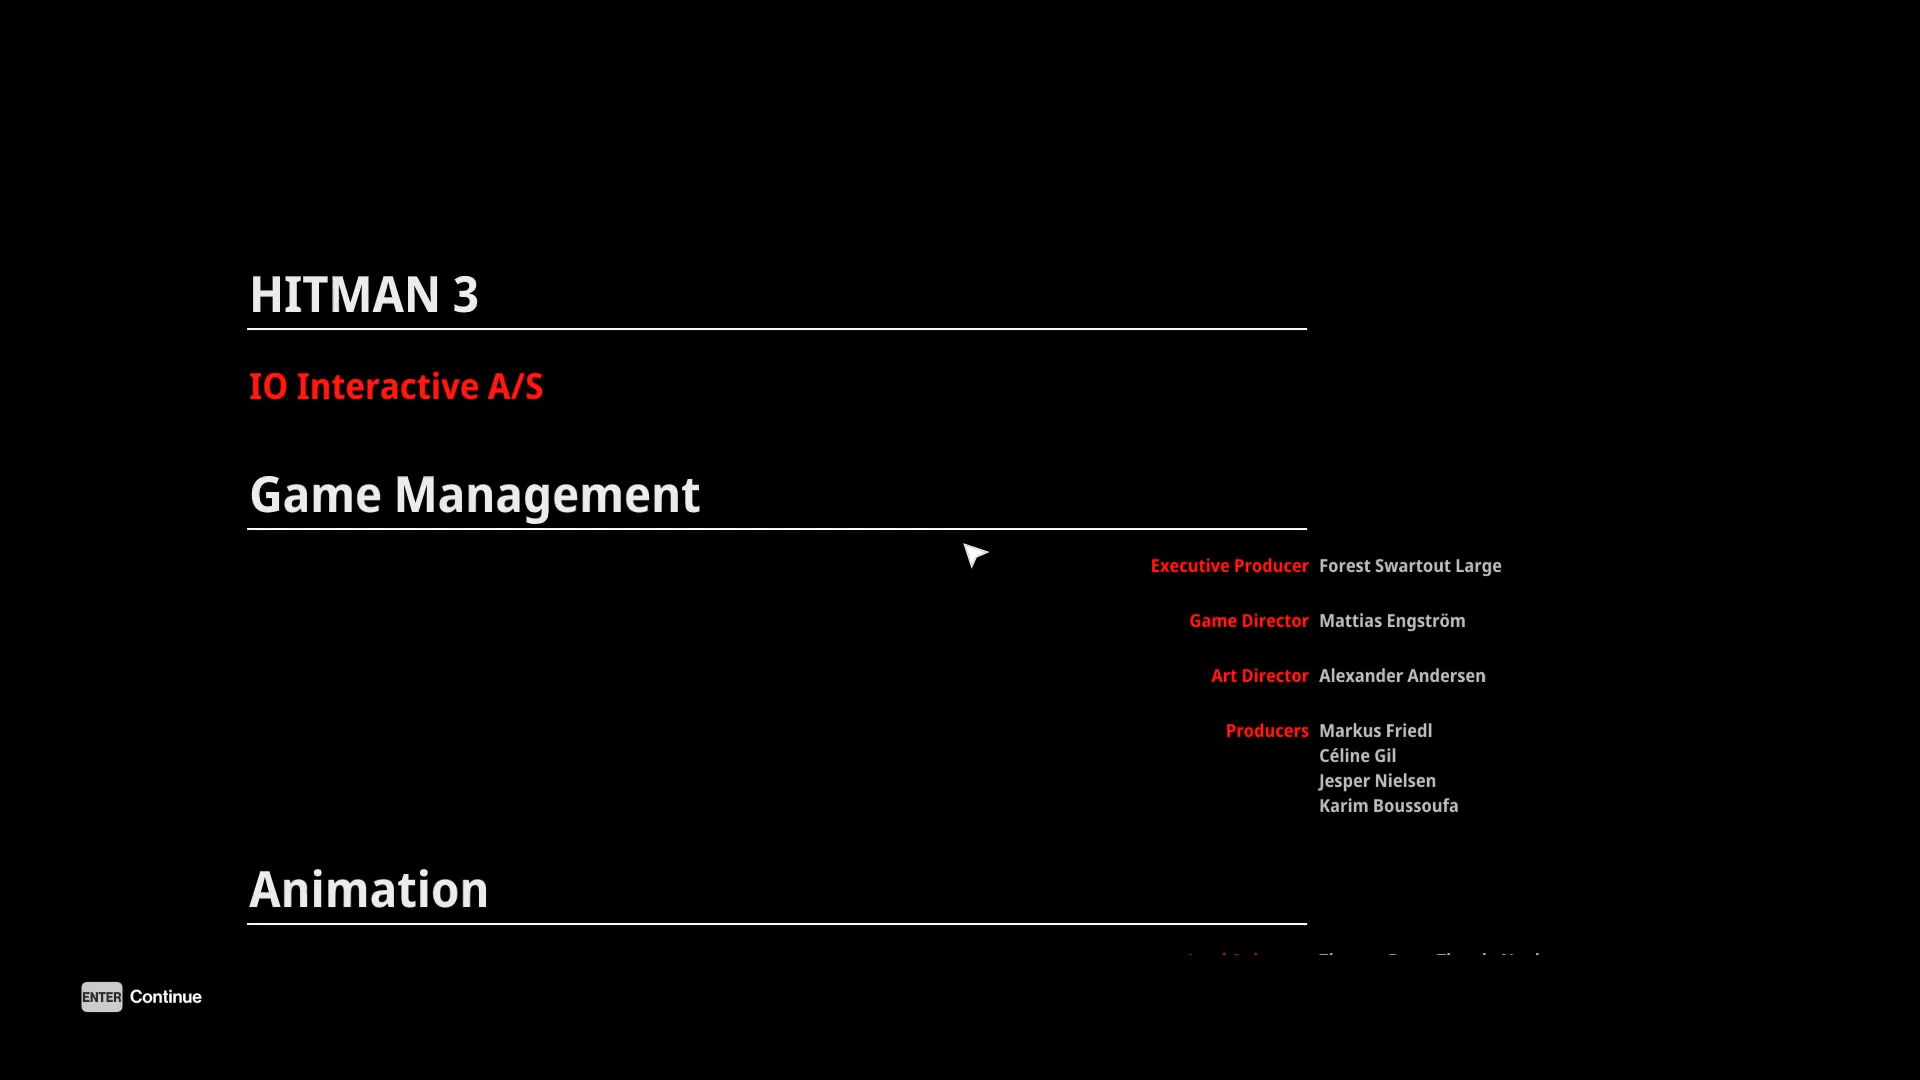 HITMAN 3
IO Interactive A/S
Game Management
Executive Producer Forest Swartout Large
Game Director Mattias Engström
Art Director Alexander Andersen
Producers Markus Friedl
Céline Gil
Jesper Nielsen
Karim Boussoufa
Animation
ENTER Continue